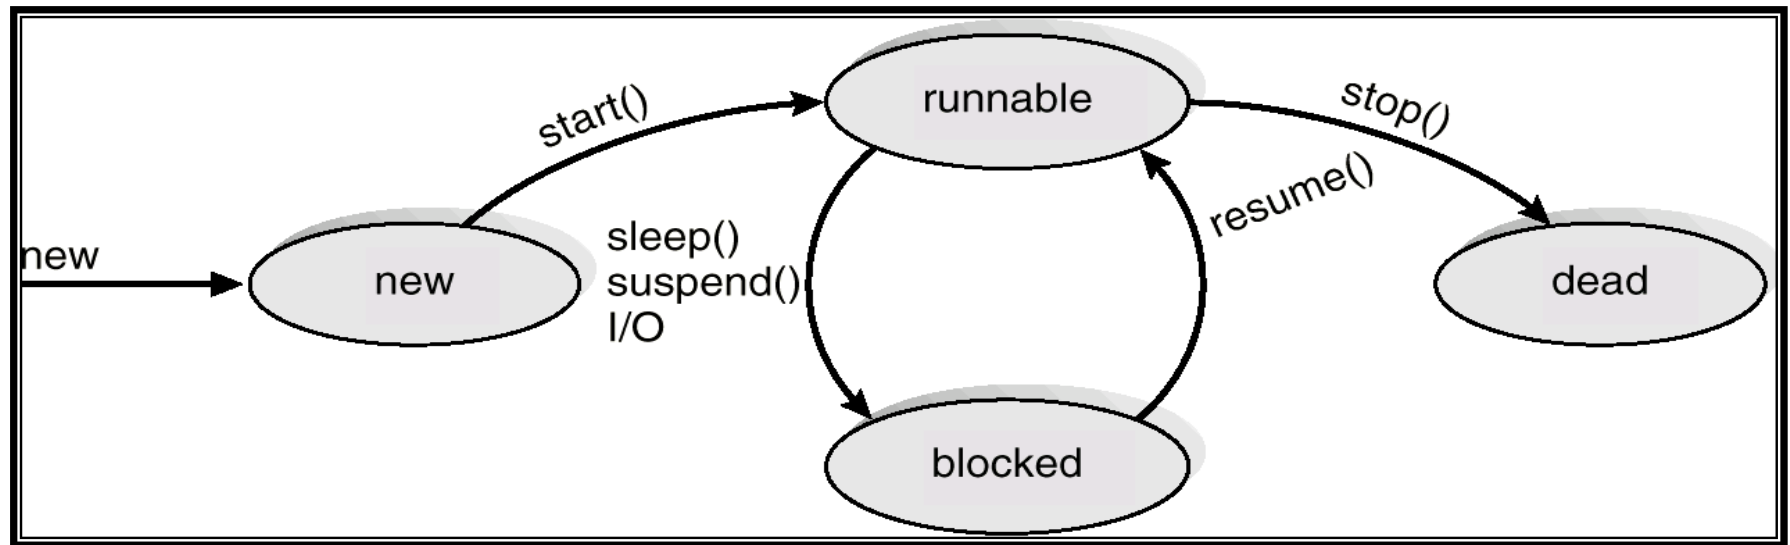 runnable
stop()
start()
resume()
sleep()
suspend()
I/O
new
new
dead
blocked